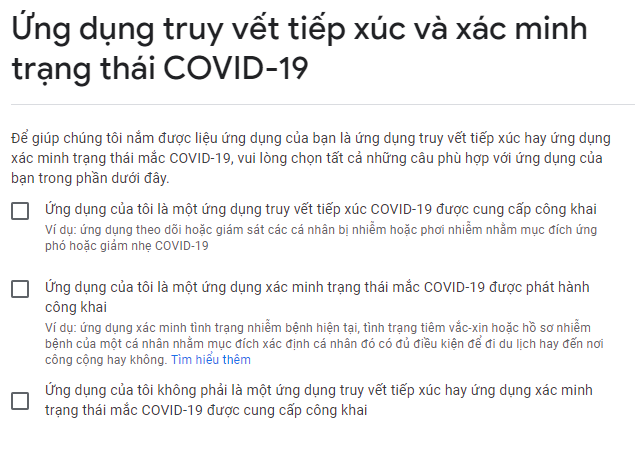 Ứng dụng truy vết tiếp xúc và xác minh
trạng thái COVID-19
Để giúp chúng tôi nắm được liệu ứng dụng của bạn là ứng dụng truy vết tiếp xúc hay ứng dụng
xác minh trạng thái mắc COVID-19, vui lòng chọn tất cả những câu phù hợp với ứng dụng của
bạn trong phần dưới đây.
Ứng dụng của tôi là một ứng dụng truy vết tiếp xúc COVID-19 được cung cấp công khai
Ví dụ: ứng dụng theo dõi hoặc giám sát các cá nhân bị nhiễm hoặc phơi nhiễm nhằm mục đích ứng
phó hoặc giảm nhẹ COVID-19
Ứng dụng của tôi là một ứng dụng xác minh trạng thái mắc COVID-19 được phát hành
công khai
Ví dụ: ứng dụng xác minh tình trạng nhiễm bệnh hiện tại, tình trạng tiêm vắc-xin hoặc hồ sơ nhiễm
bệnh của một cá nhân nhằm mục đích xác định cá nhân đó có đủ điều kiện để đi du lịch hay đến nơi
công cộng hay không. Tìm hiểu thêm
Ứng dụng của tôi không phải là một ứng dụng truy vết tiếp xúc hay ứng dụng xác minh
trạng thái mắc COVID-19 được cung cấp công khai